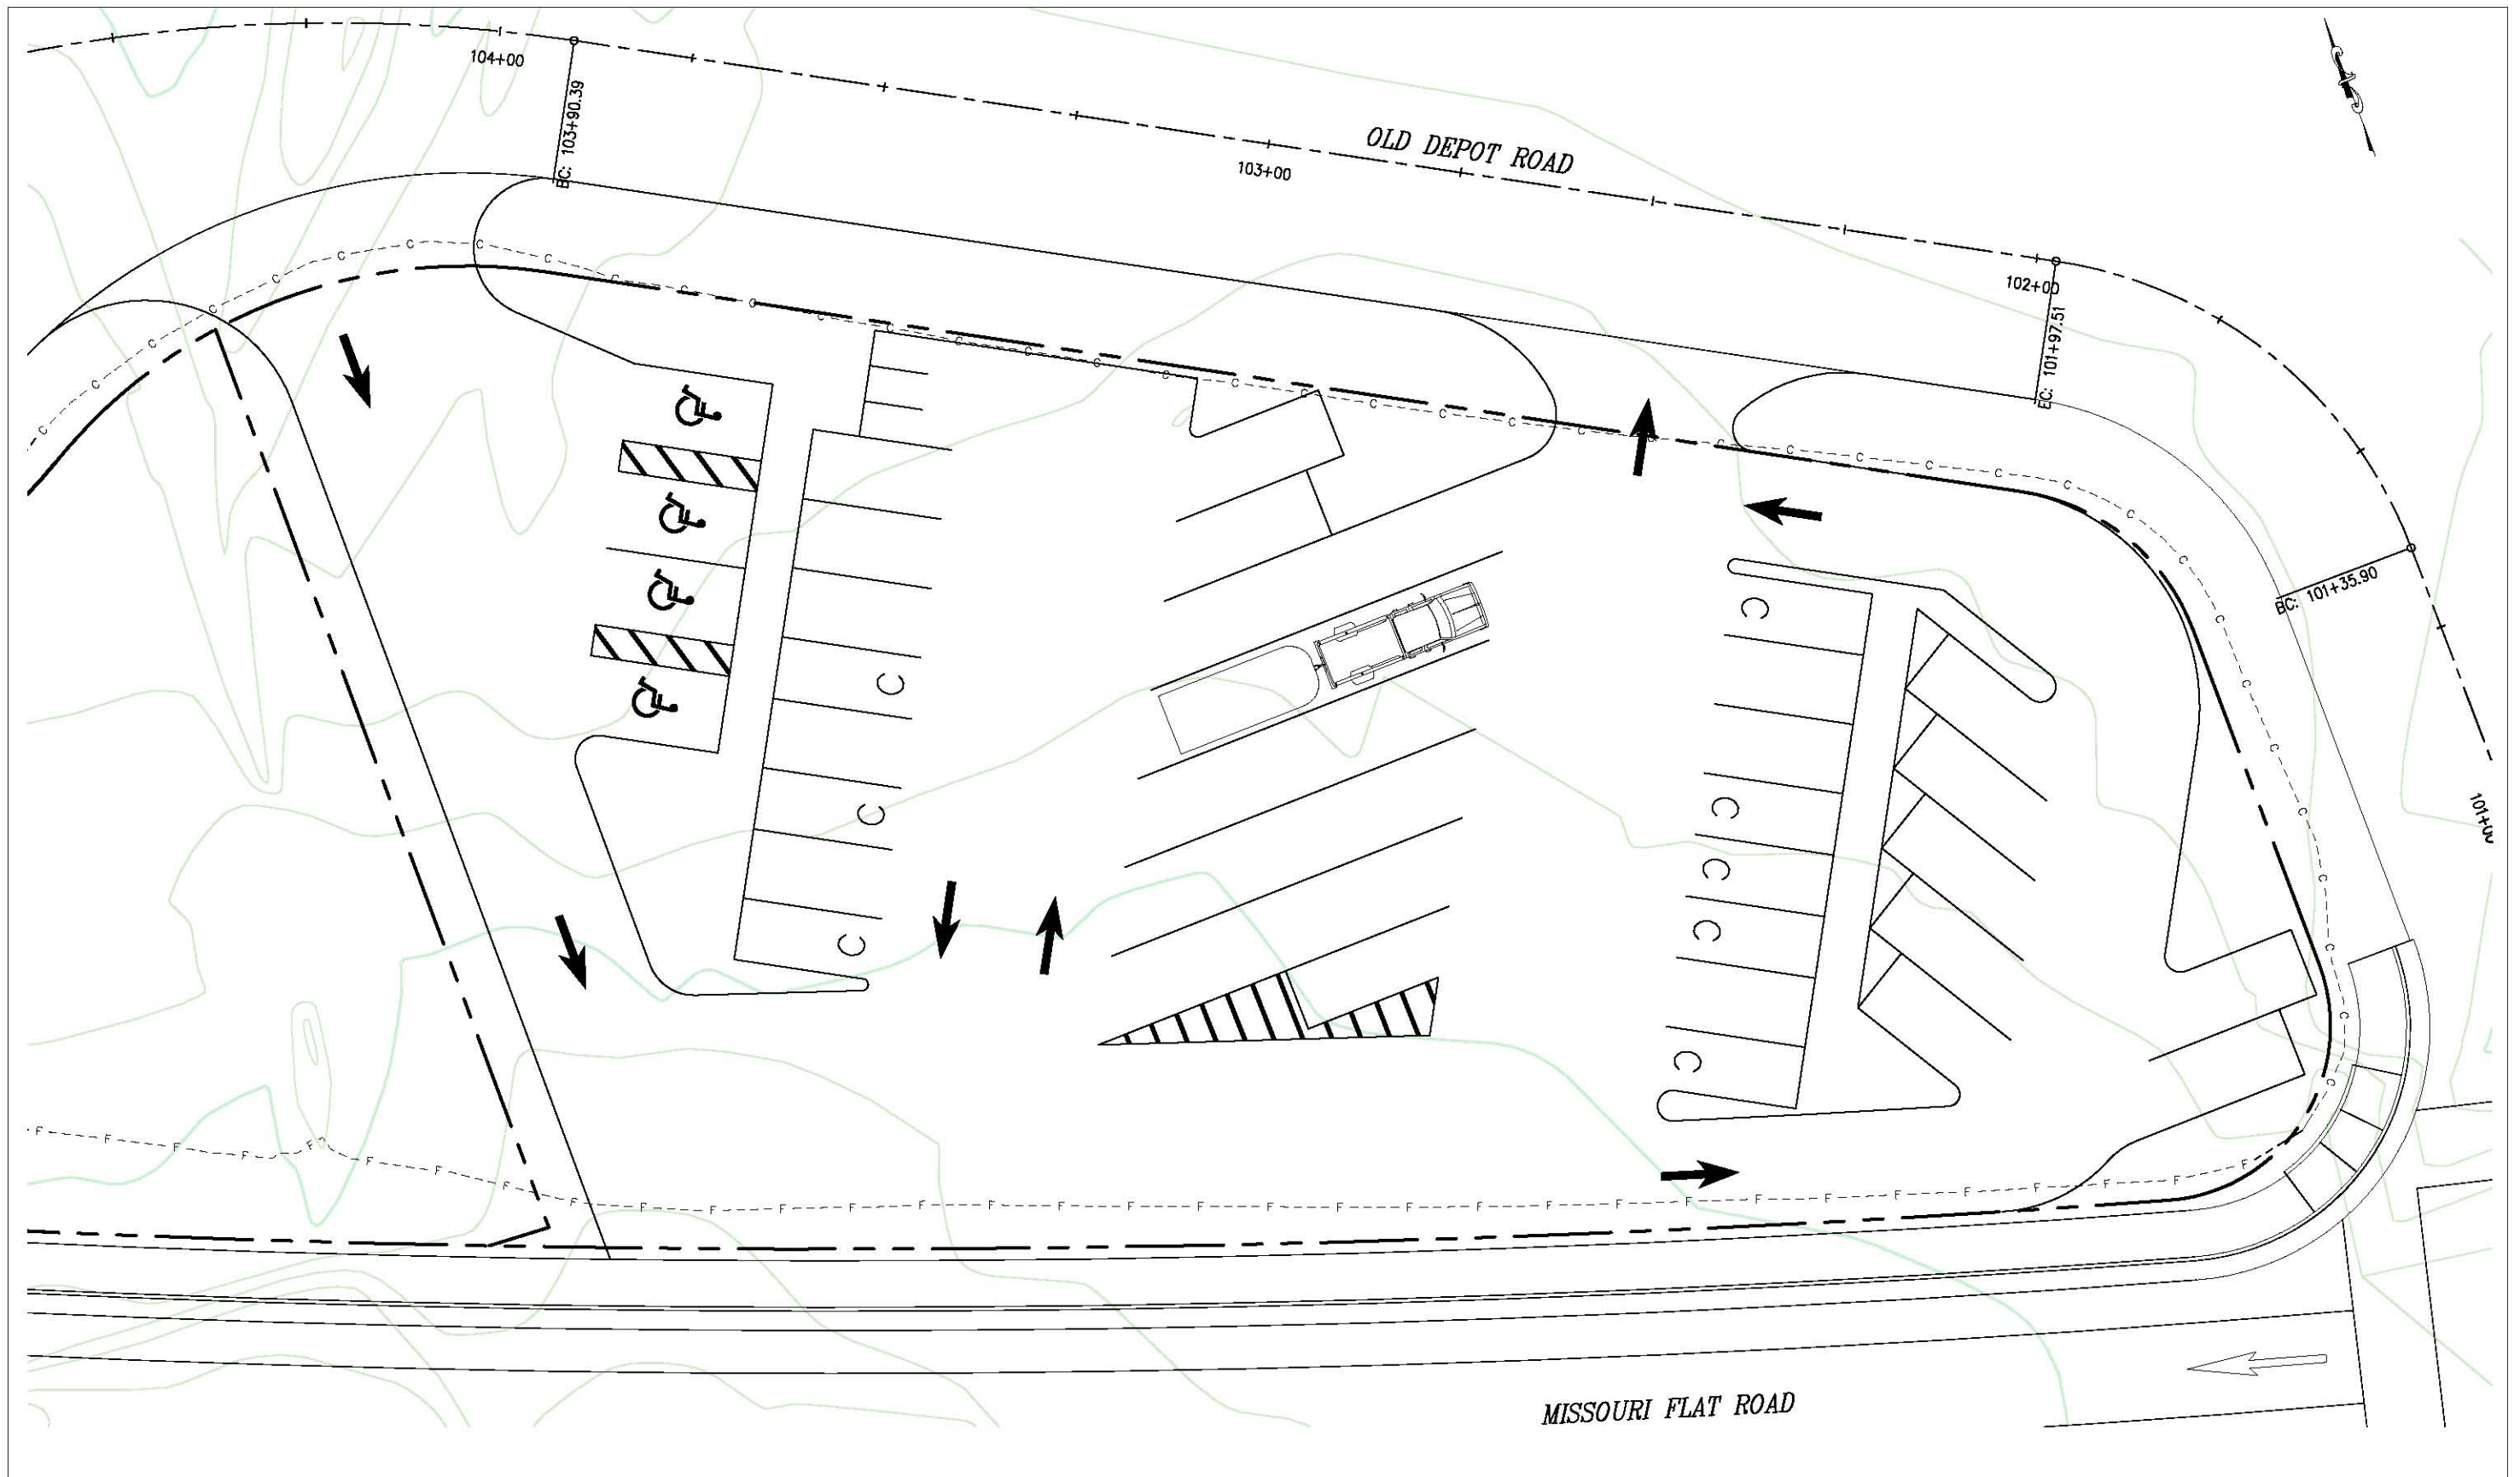 104+00
BC: 103+90.39
OLD DEPOT ROAD
103+00
102+00
EC: 101+97.51
BC: 101+35.90
C
C
C
C
C
C
C
C
MISSOURI FLAT ROAD